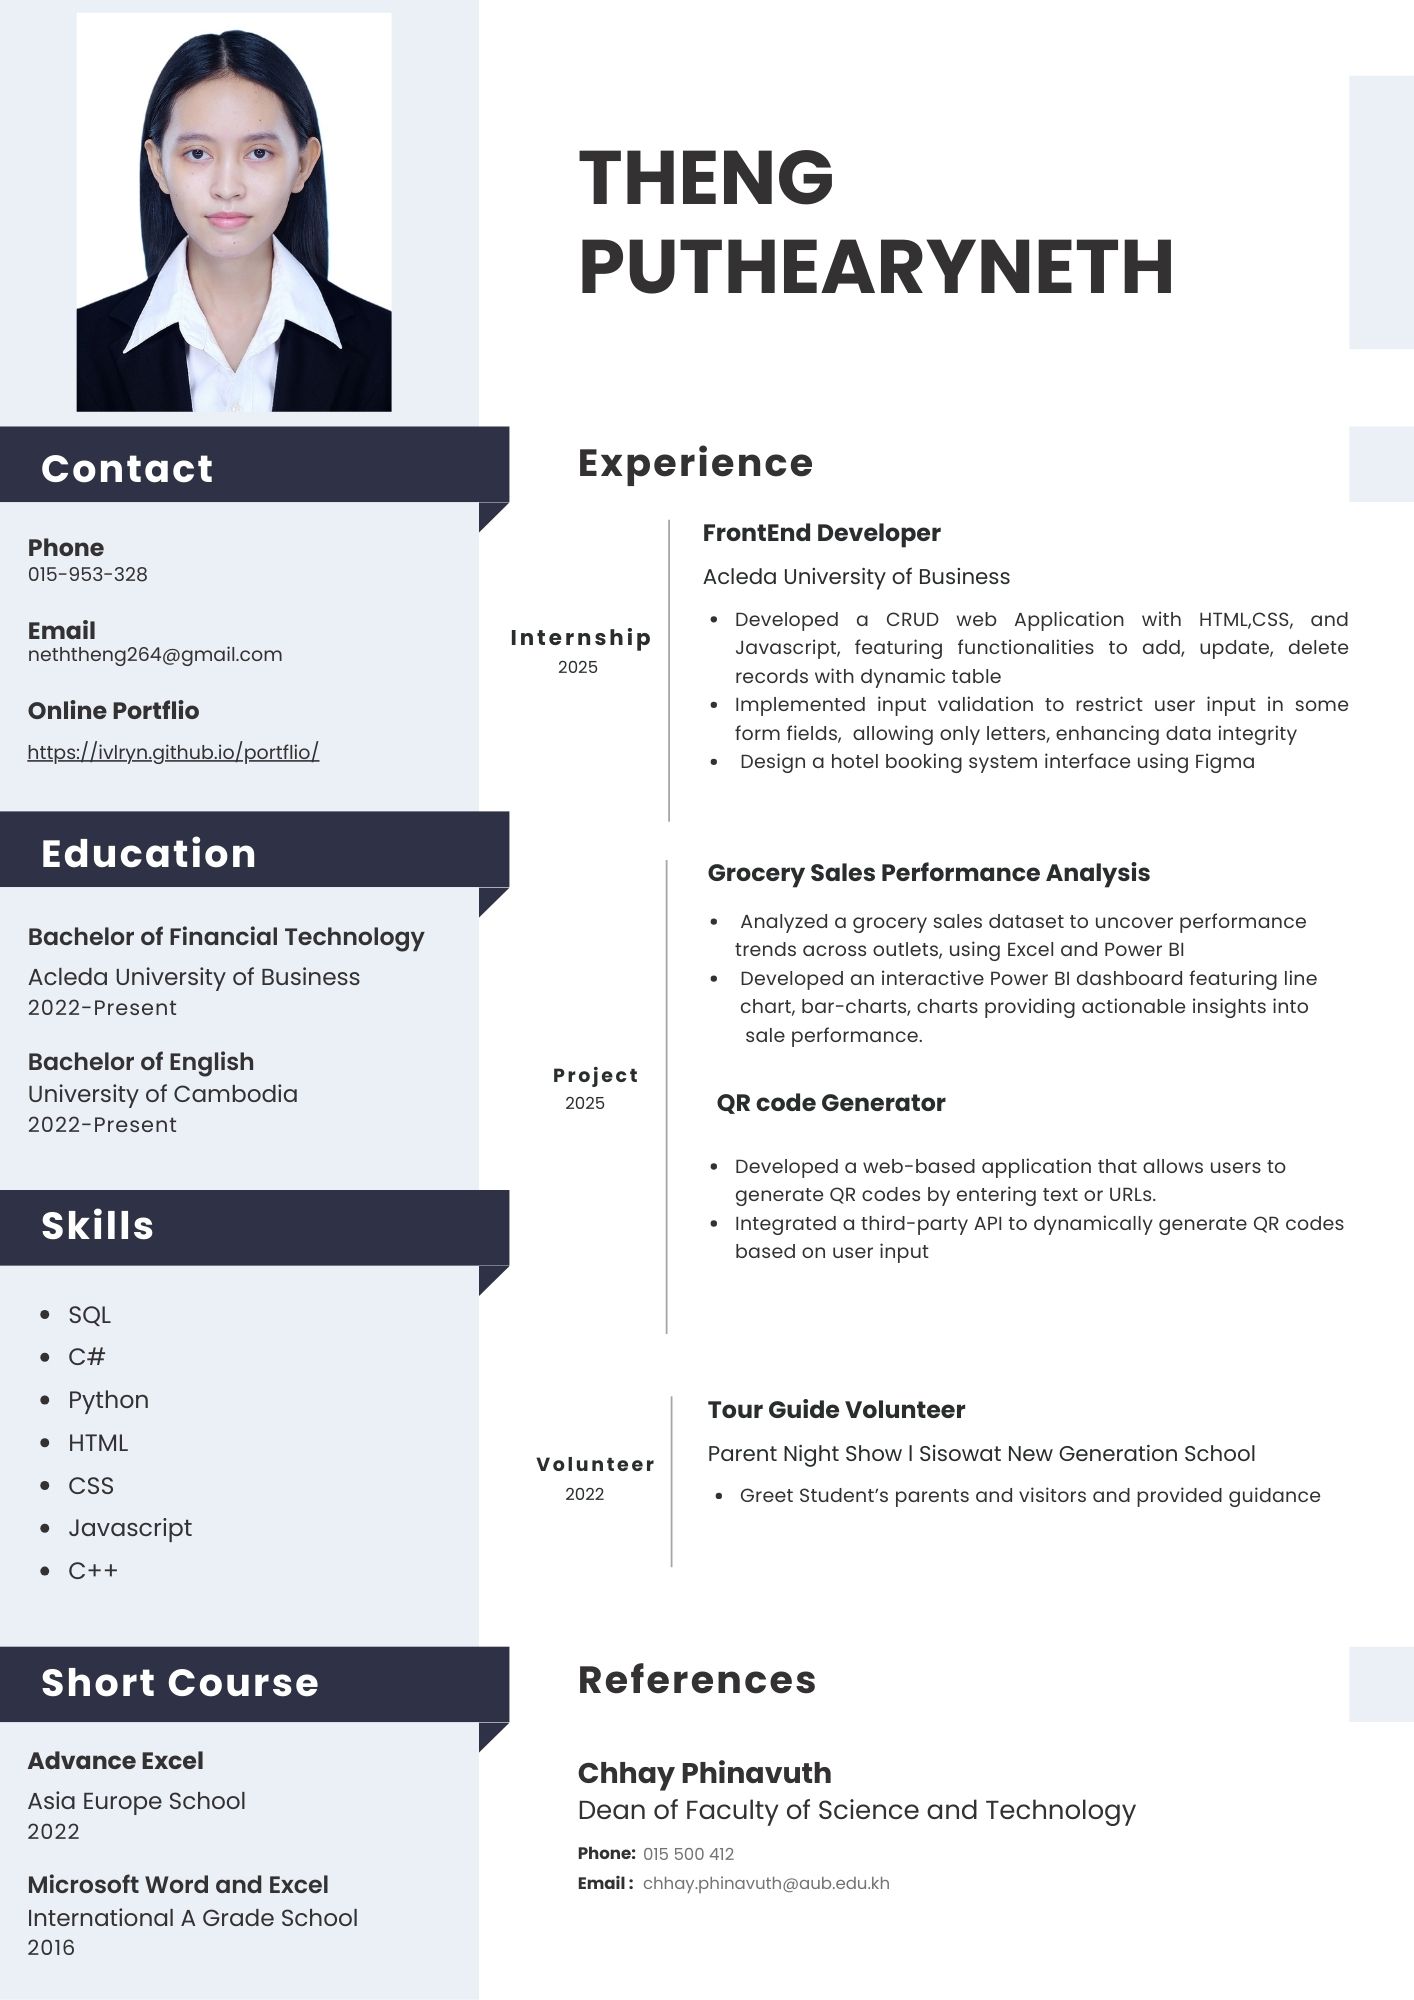 THENG
PUTHEARYNETH
Contact
Phone
015-953-328
Email
neththeng264@gmail.com
Online Portflio
https://ivlryn.github.io/portflio/
Education
Bachelor of Financial Technology
Acleda University of Business
2022-Present
Bachelor of English
University of Cambodia
2022-Present
Skills
• SQL
• C#
• Python
• HTML
• CSS
• Javascript
• C++
Short Course
Advance Excel
Asia Europe School
2022
Microsoft Word and Excel
International A Grade School
2016
Experience
Internship
2025
FrontEnd Developer
Acleda University of Business
• Developed a CRUD web Application with HTML,CSS, and
Javascript, featuring functionalities to add, update, delete
records with dynamic table
• Implemented input validation to restrict user input in some
form fields, allowing only letters, enhancing data integrity
• Design a hotel booking system interface using Figma
Project
2025
Grocery Sales Performance Analysis
• Analyzed a grocery sales dataset to uncover performance
trends across outlets, using Excel and Power BI
• Developed an interactive Power BI dashboard featuring line
chart, bar-charts, charts providing actionable insights into
sale performance.
QR code Generator
• Developed a web-based application that allows users to
generate QR codes by entering text or URLs.
• Integrated a third-party API to dynamically generate QR codes
based on user input
Volunteer
2022
Tour Guide Volunteer
Parent Night Show l Sisowat New Generation School
• Greet Student’s parents and visitors and provided guidance
References
Chhay Phinavuth
Dean of Faculty of Science and Technology
Phone: 015 500 412
Email : chhay.phinavuth@aub.edu.kh